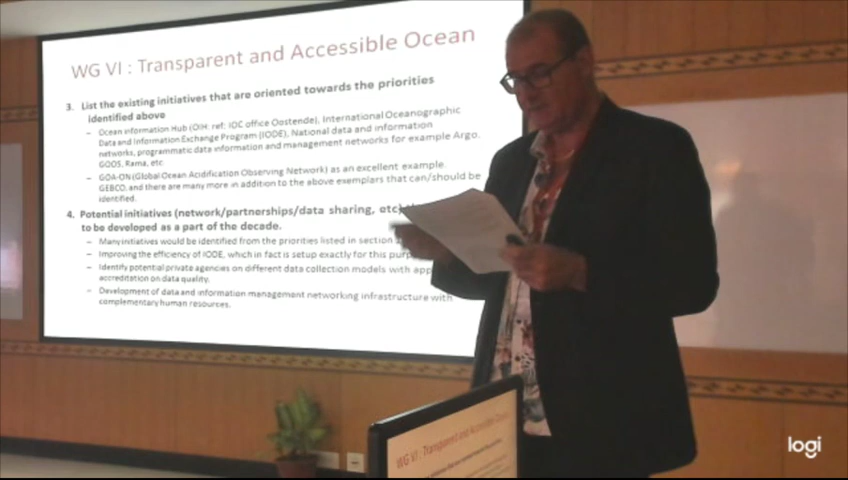 WG VI : Transparent and Accessible Ocean
3. List the existing initiatives that are oriented towards the priorities
identified above
– Ocean Information Hub (OIH: ref: IOC office Oostende), International Oceanographic
Data and Information Exchange Program (IODE), National data and information
networks, programmatic data information and management networks for example Argo,
GOOS, Rama, etc.
– GOA-ON (Global Ocean Acidification Observing Network) as an excellent example.
GEBCO, and there are many more in addition to the above exemplars that can/should be
identified.
4. Potential initiatives (network/partnerships/data sharing, etc)
to be developed as a part of the decade.
– Many initiatives would be identified from the priorities listed in section
– Improving the efficiency of IODE, which in fact is setup exactly for this
– Identify potential private agencies on different data collection models with
accreditation on data quality.
– Development of data and information management networking infrastructure with
complementary human resources.
WG VI : Transparent and Accessible
logi